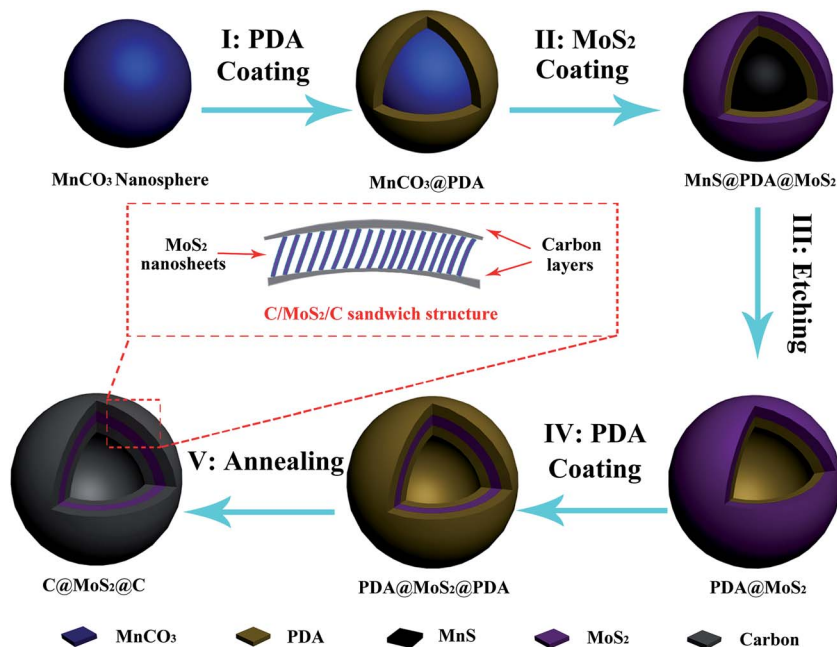 I: PDA
Coating
II: MoS₂
Coating
MnCO₃ Nanosphere
MnCO₃@PDA
MnS@PDA@MoS₂
III: Etching
MoS₂
nanosheets
Carbon
layers
C/MoS₂/C sandwich structure
V: Annealing
IV: PDA
Coating
C@MoS₂@C
PDA@MoS₂@PDA
PDA@MoS₂
MnCO₃
PDA
MnS
MoS₂
Carbon